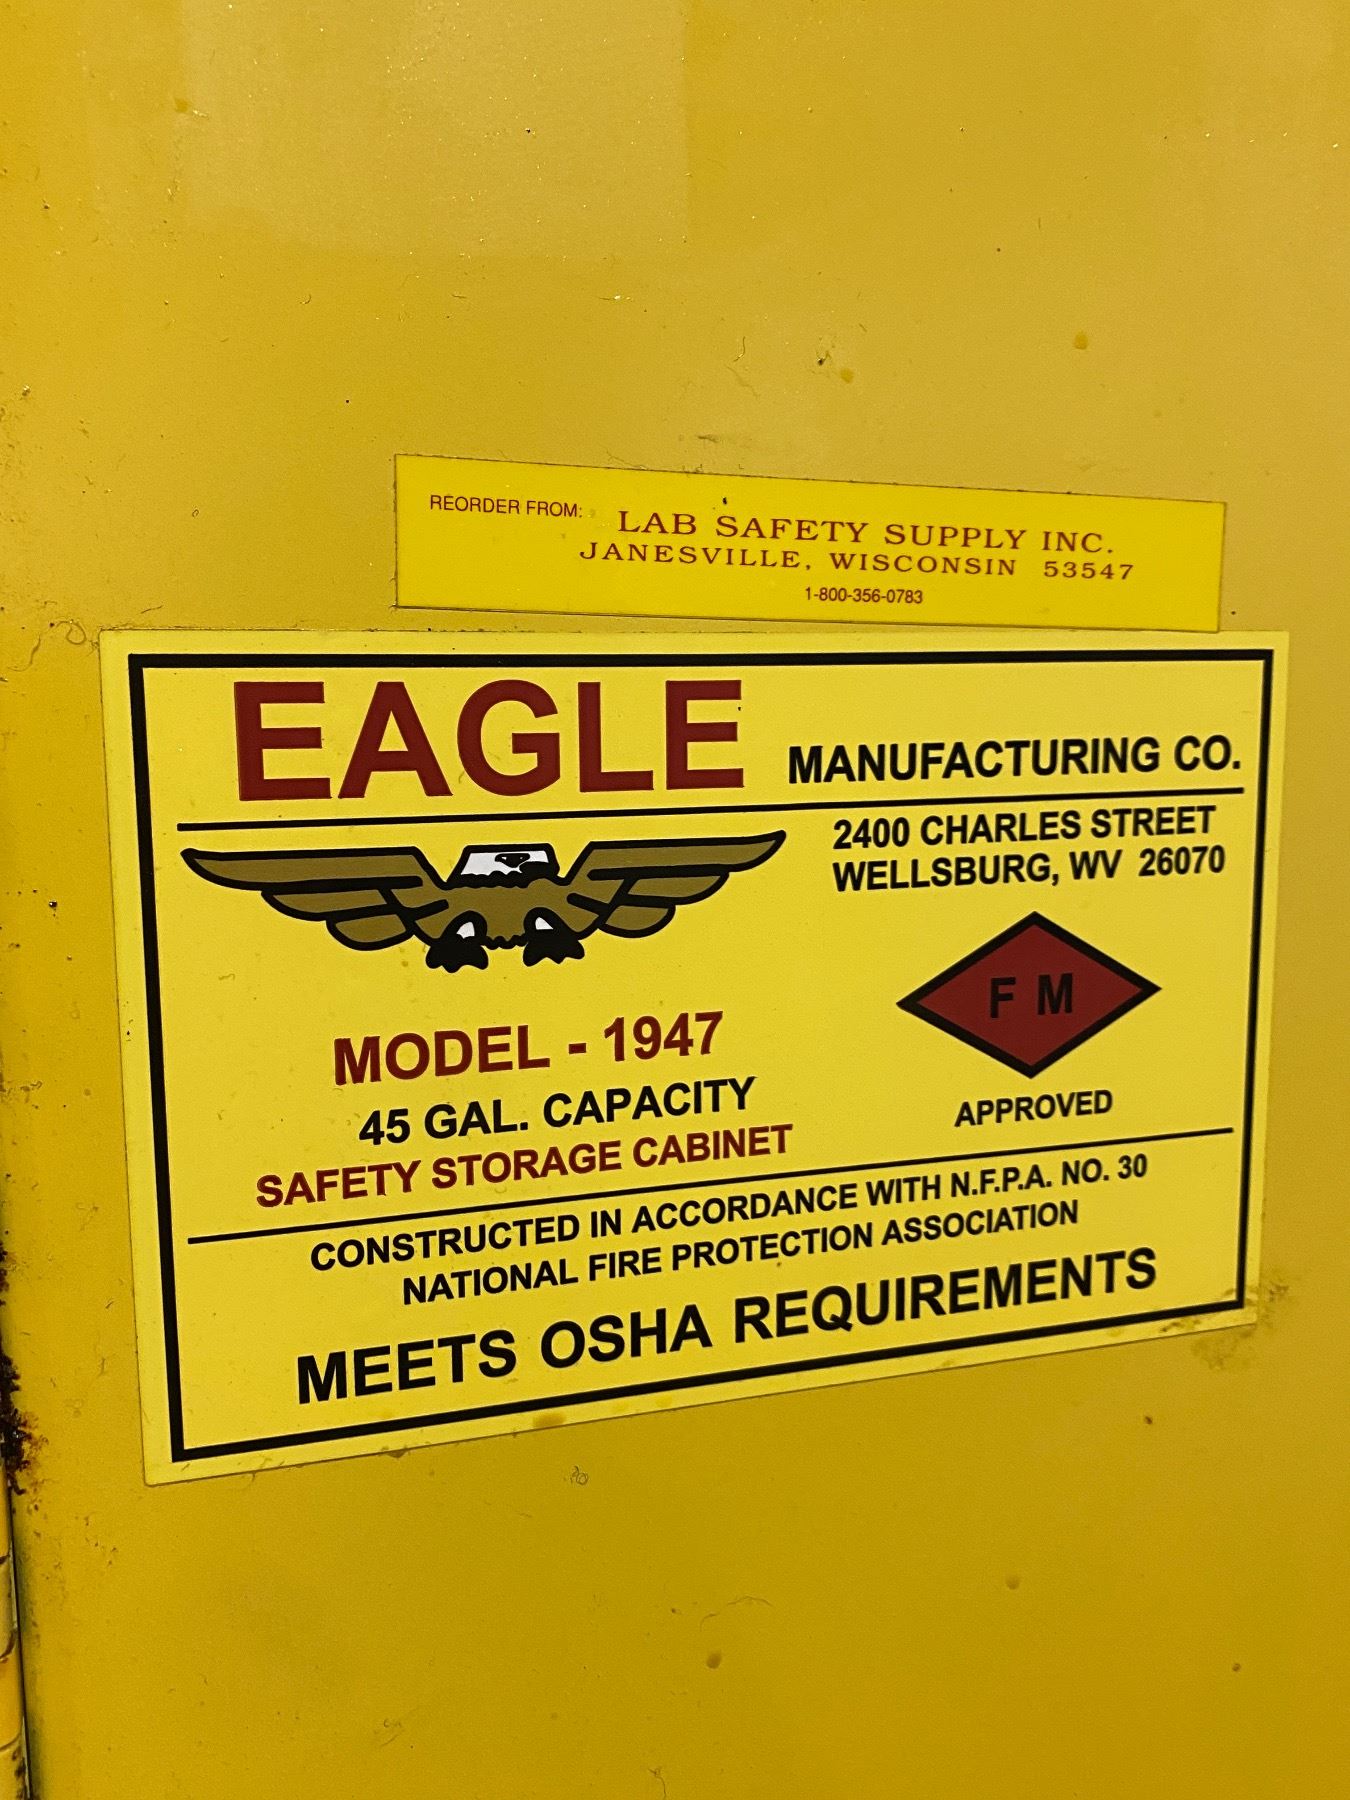 REORDER FROM: LAB SAFETY SUPPLY INC.
JANESVILLE, WISCONSIN 53547
1-800-356-0783
EAGLE MANUFACTURING CO.
2400 CHARLES STREET
WELLSBURG, WV 26070
F M
APPROVED
MODEL - 1947
45 GAL. CAPACITY
SAFETY STORAGE CABINET
CONSTRUCTED IN ACCORDANCE WITH N.F.P.A. NO. 30
NATIONAL FIRE PROTECTION ASSOCIATION
MEETS OSHA REQUIREMENTS